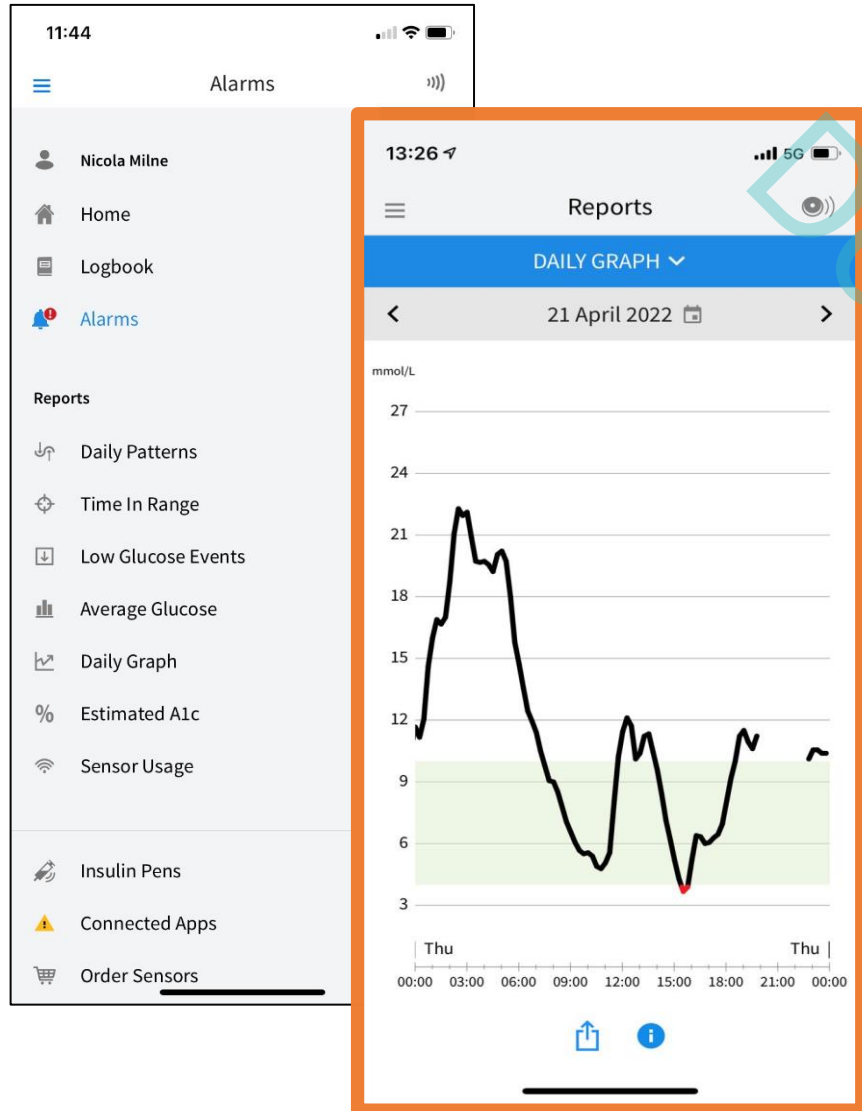 11:44
Alarms
Nicola Milne
Home
Logbook
Alarms
Reports
Daily Patterns
Time In Range
Low Glucose Events
Average Glucose
Daily Graph
% Estimated A1c
Sensor Usage
Insulin Pens
Connected Apps
Order Sensors
13:26
5G
Reports
DAILY GRAPH
21 April 2022
mmol/L
27
24
21
18
15
12
9
6
3
Thu Thu
00:00 03:00 06:00 09:00 12:00 15:00 18:00 21:00 00:00